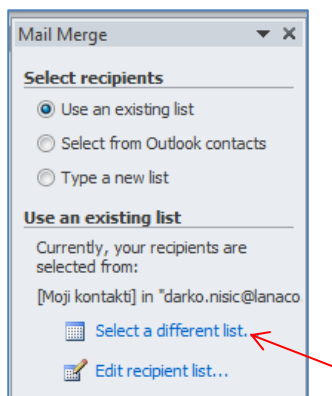 Mail Merge
Select recipients
Use an existing list
Select from Outlook contacts
Type a new list
Use an existing list
Currently, your recipients are
selected from:
[Moji kontakti] in "darko.nisic@lanaco.
Select a different list.
Edit recipient list...